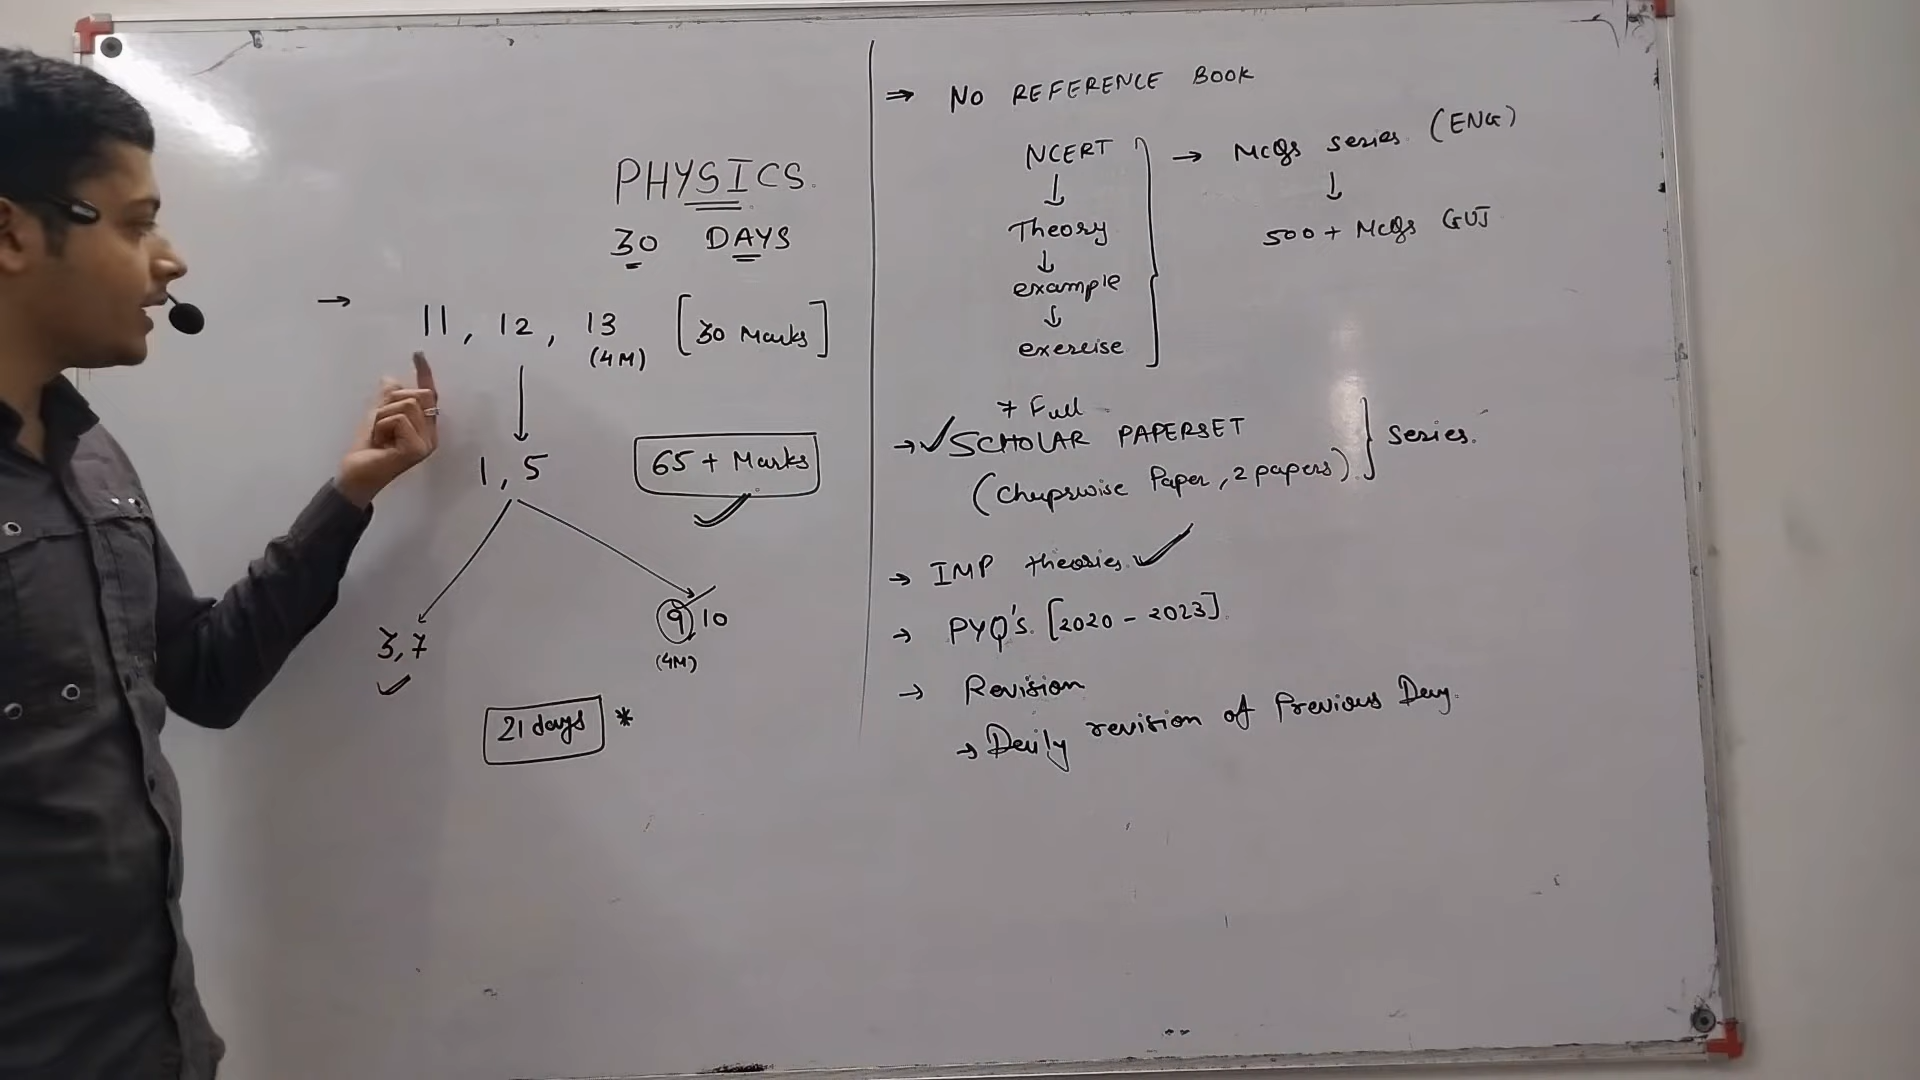 PHYSICS.
30 DAYS
→ 11, 12, 13 [30 Marks]
(4M)
1, 5
65 + Marks
3, 7
9, 10
(4M)
21 days *
⇒ NO REFERENCE BOOK
NCERT → MCQs series. (ENG)
↓
Theory
↓
example
↓
exercise
↓
500 + MCQs GUJ
7 Full
→ ✓ SCHOLAR PAPERSET
(Chaprwise Paper, 2 papers).
series.
→ IMP theories. ✓
→ PYQ's. [2020 - 2023]
→ Revision
→ Daily revision of Previous Day.